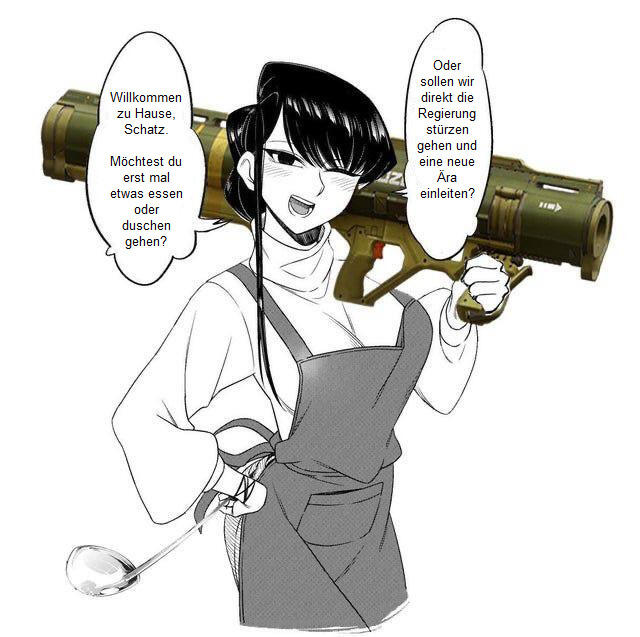 Willkommen
zu Hause,
Schatz.
Möchtest du
erst mal
etwas essen
oder
duschen
gehen?
Oder
sollen wir
direkt die
Regierung
stürzen
gehen und
eine neue
Ära
einleiten?